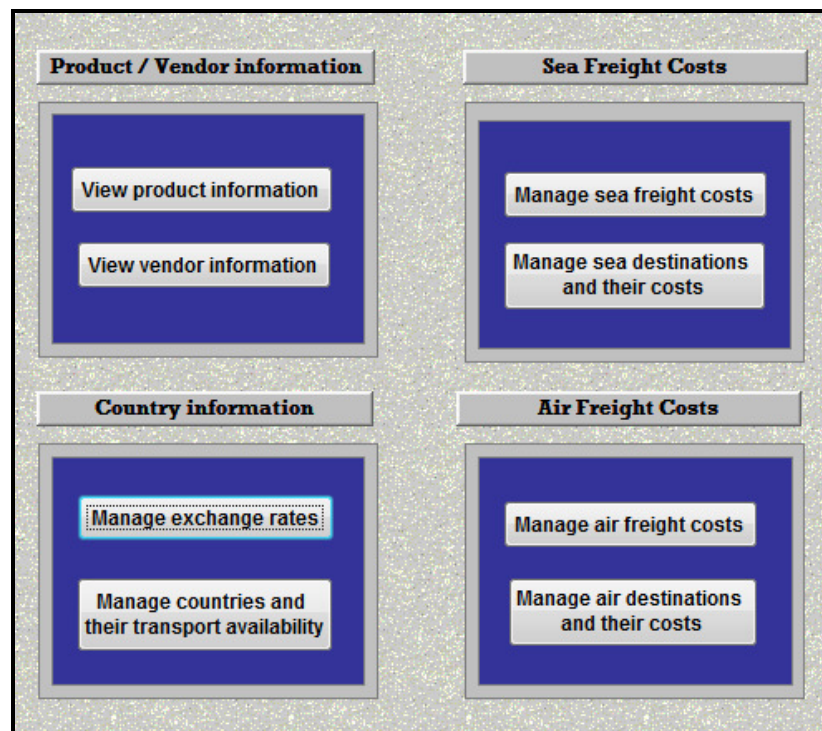 Product / Vendor information
View product information
View vendor information
Sea Freight Costs
Manage sea freight costs
Manage sea destinations
and their costs
Country information
Manage exchange rates
Manage countries and
their transport availability
Air Freight Costs
Manage air freight costs
Manage air destinations
and their costs